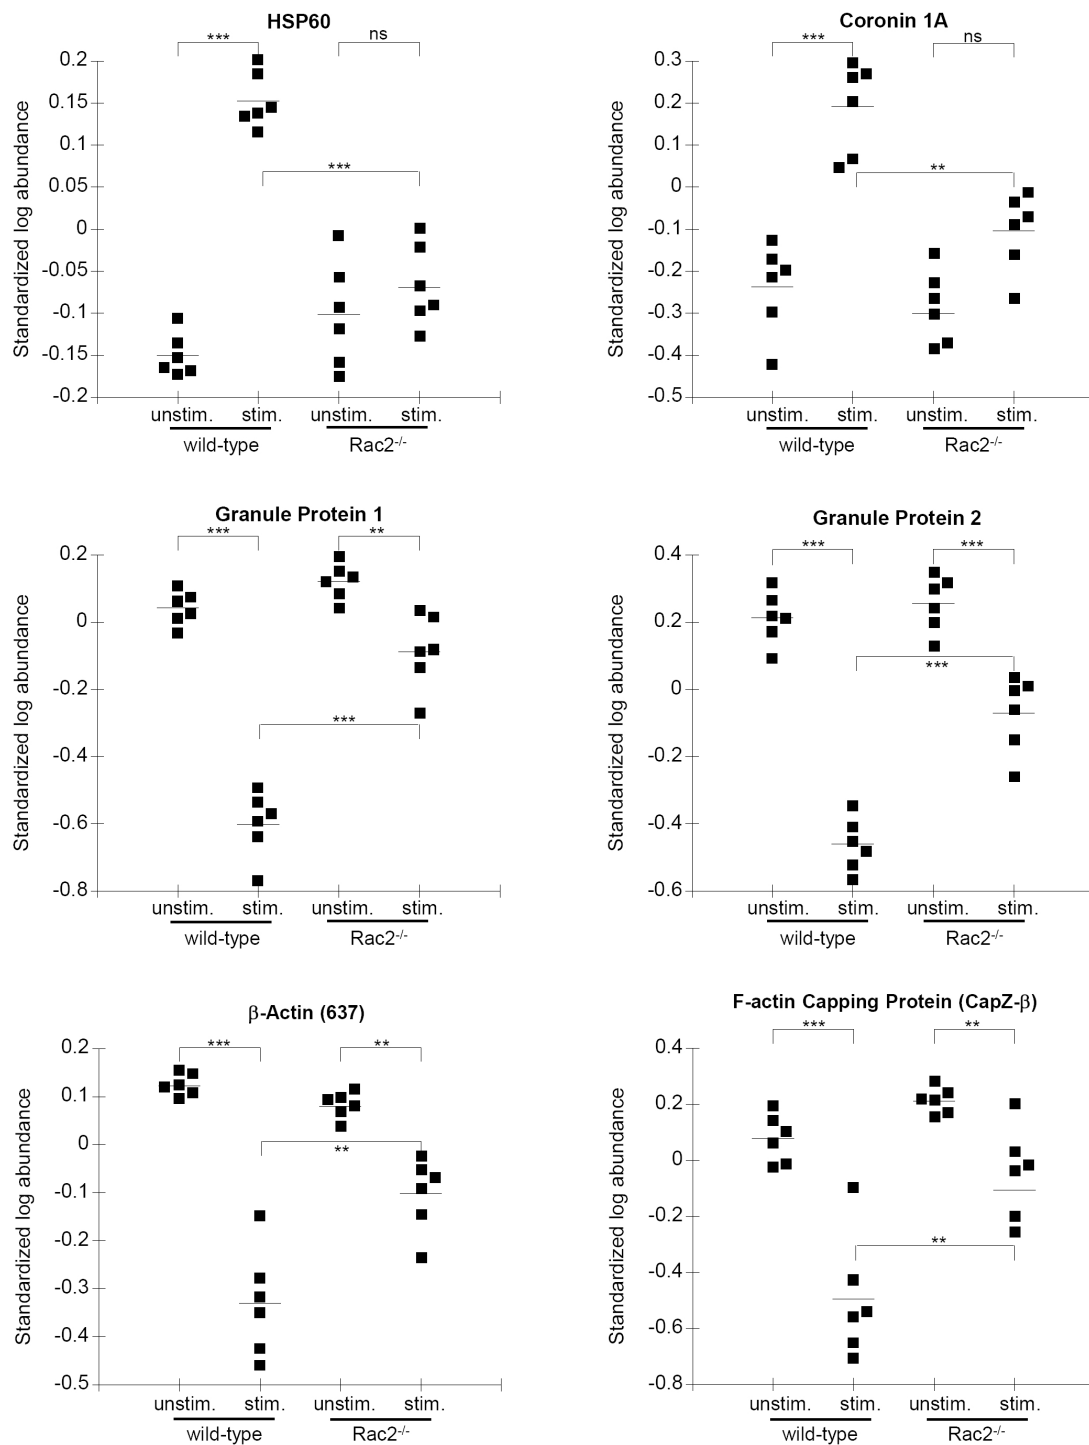 HSP60
*** ns
0.2
0.15
0.1
***
0.05
0
-0.05
-0.1
-0.15
-0.2
Standardized log abundance
unstim. stim. unstim. stim.
wild-type Rac2-/-
Coronin 1A
*** ns
0.3
0.2
0.1
**
0
-0.1
-0.2
-0.3
-0.4
-0.5
Standardized log abundance
unstim. stim. unstim. stim.
wild-type Rac2-/-
Granule Protein 1
*** **
0.2
0
-0.2
***
-0.4
-0.6
-0.8
Standardized log abundance
unstim. stim. unstim. stim.
wild-type Rac2-/-
Granule Protein 2
*** ***
0.4
0.2
***
0
-0.2
-0.4
-0.6
Standardized log abundance
unstim. stim. unstim. stim.
wild-type Rac2-/-
β-Actin (637)
*** **
0.2
0.1
0
**
-0.1
-0.2
-0.3
-0.4
-0.5
Standardized log abundance
unstim. stim. unstim. stim.
wild-type Rac2-/-
F-actin Capping Protein (CapZ-β)
*** **
0.4
0.2
0
-0.2
**
-0.4
-0.6
-0.8
Standardized log abundance
unstim. stim. unstim. stim.
wild-type Rac2-/-